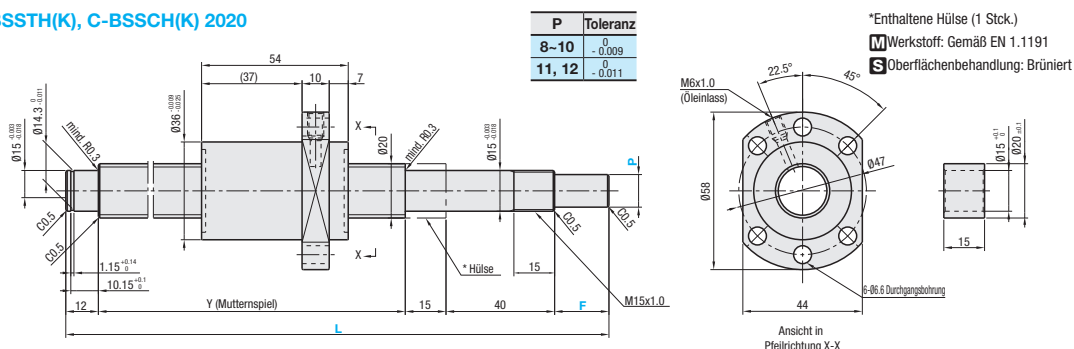 BSSTH(K), C-BSSCH(K) 2020
P Toleranz
8~10 0 -0.009
11, 12 0 -0.011
*Enthaltene Hülse (1 Stck.)
M Werkstoff: Gemäß EN 1.1191
S Oberflächenbehandlung: Brüniert
54
(37) 10 7
Ø15 -0.003 -0.018
Ø14.3 0 -0.011
mind. R0.3
Ø36 -0.009 -0.025
X
Ø20
mind. R0.3
Ø15 -0.003 -0.018
P
C0.5
C0.5
X
C0.5
C0.5
1.15 +0.14 0
10.15 +0.1 0
* Hülse
15
M15x1.0
12 Y (Mutternspiel) 15 40 F
L
M6x1.0
(Öleinlass)
22.5°
45°
Ø58
Ø47
6-Ø6.6 Durchgangsbohrung
44
Ansicht in
Pfeilrichtung X-X
Ø15 +0.1 0
Ø20 ±0.1
15